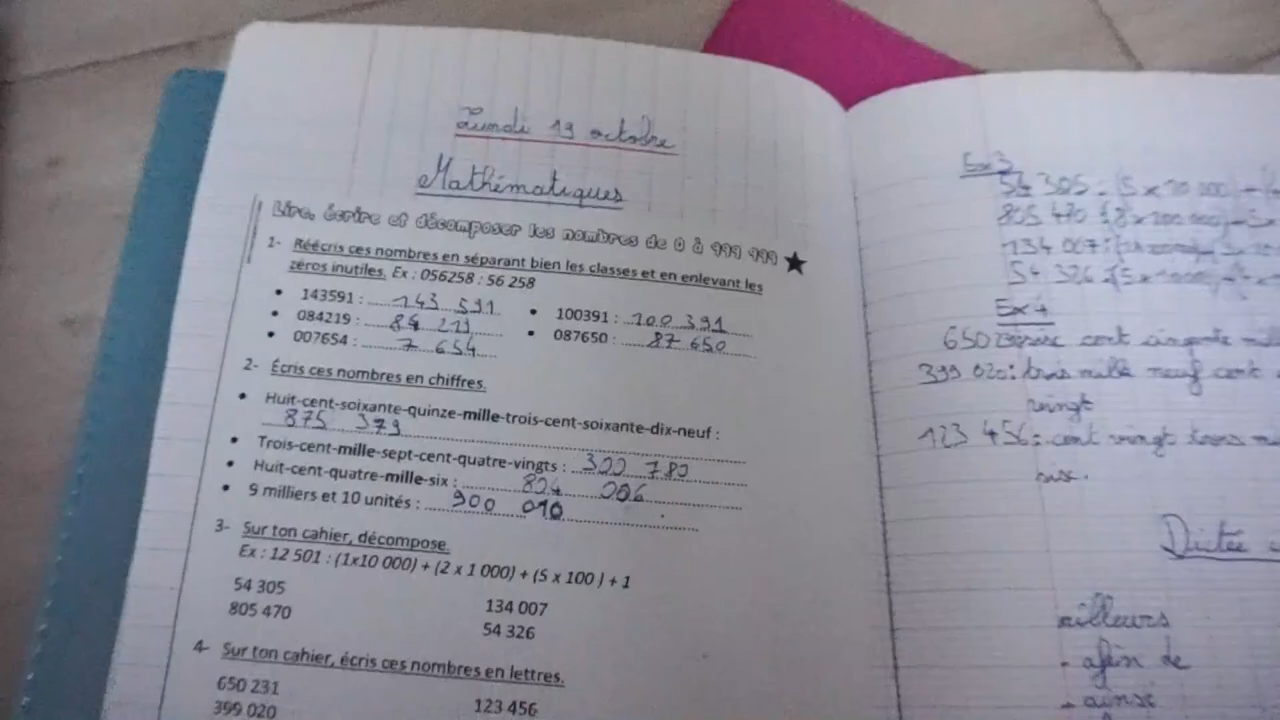 Lundi 19 octobre
Mathématiques
Lire, écrire et décomposer les nombres de 0 à 999 999 ★
1- Réécris ces nombres en séparant bien les classes et en enlevant les
zéros inutiles. Ex : 056258 : 56 258
• 143591 : 143 591 • 100391 : 100 391
• 084219 : 84 219 • 087650 : 87 650
• 007654 : 7 654
2- Écris ces nombres en chiffres.
• Huit-cent-soixante-quinze-mille-trois-cent-soixante-dix-neuf :
875 379
• Trois-cent-mille-sept-cent-quatre-vingts : 300 780
• Huit-cent-quatre-mille-six : 804 006
• 9 milliers et 10 unités : 900 010
3- Sur ton cahier, décompose.
Ex : 12 501 : (1x10 000) + (2 x 1 000) + (5 x 100 ) + 1
54 305 134 007
805 470 54 326
4- Sur ton cahier, écris ces nombres en lettres.
650 231 123 456
399 020
Ex 3
54 305 : 5 x 10 000
805 470 (8 x 100 000)
134 007 :
54 326 :
Ex 4
650 cent cinquante
399 020 : trois mille neuf cent
vingt
123 456 : cent vingt trois
six.
Dictée
ailleurs
- afin de
- ainsi